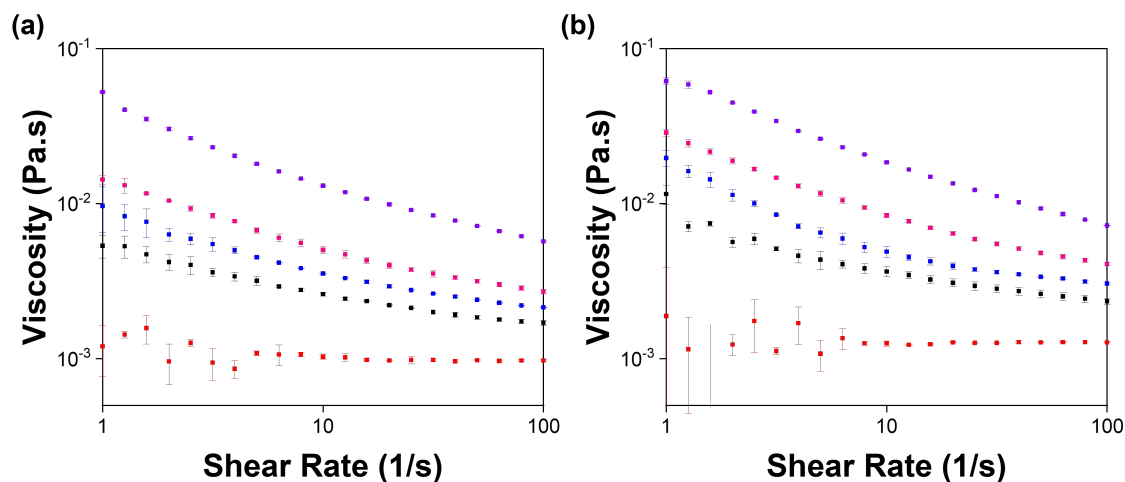 (a)
10⁻¹
10⁻²
10⁻³
Viscosity (Pa.s)
1
10
100
Shear Rate (1/s)
(b)
10⁻¹
10⁻²
10⁻³
Viscosity (Pa.s)
1
10
100
Shear Rate (1/s)